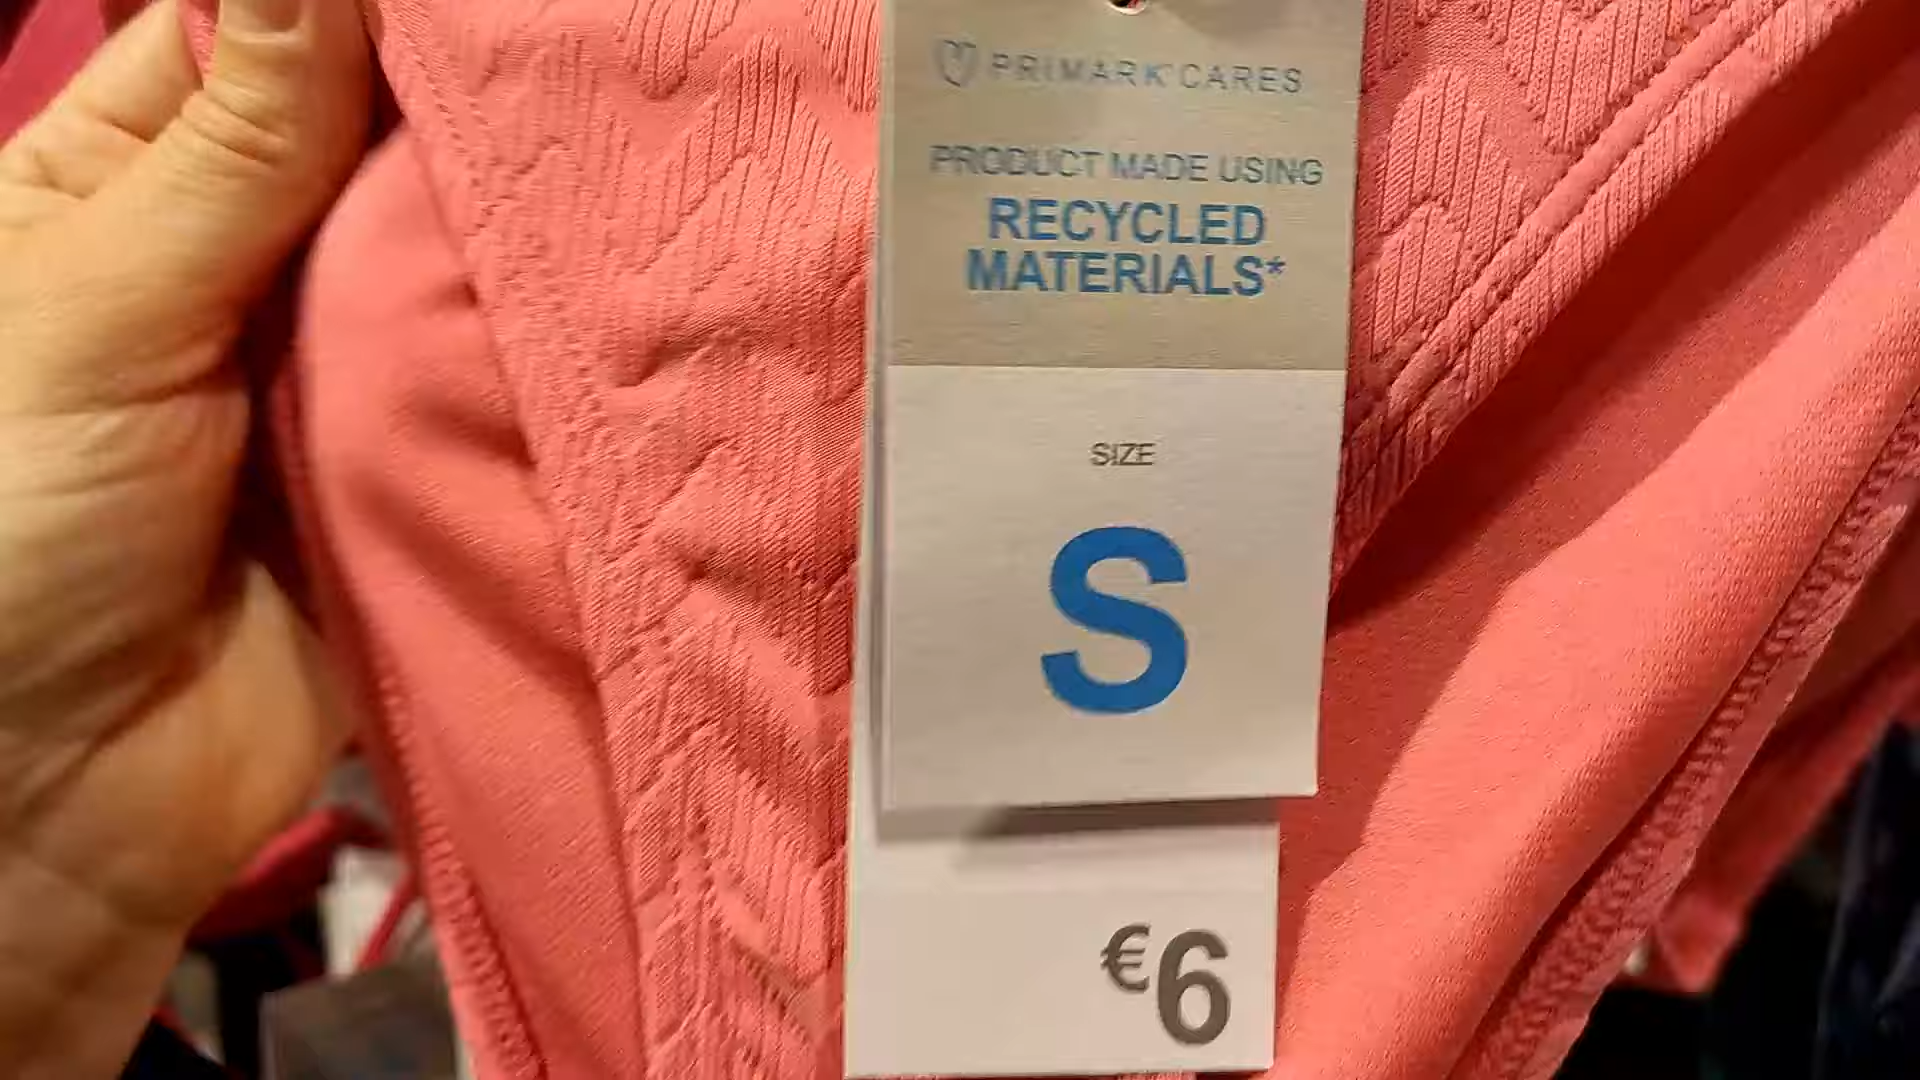 PRIMARK CARES
PRODUCT MADE USING
RECYCLED
MATERIALS*
SIZE
S
€6